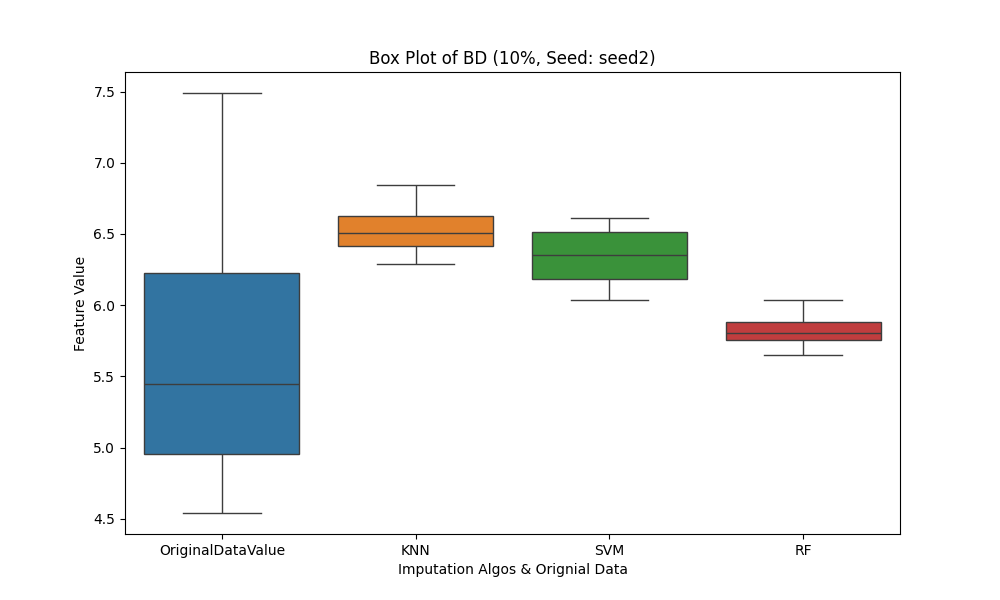 Box Plot of BD (10%, Seed: seed2)
7.5
7.0
6.5
6.0
5.5
5.0
4.5
Feature Value
OriginalDataValue
KNN
SVM
RF
Imputation Algos & Orignial Data